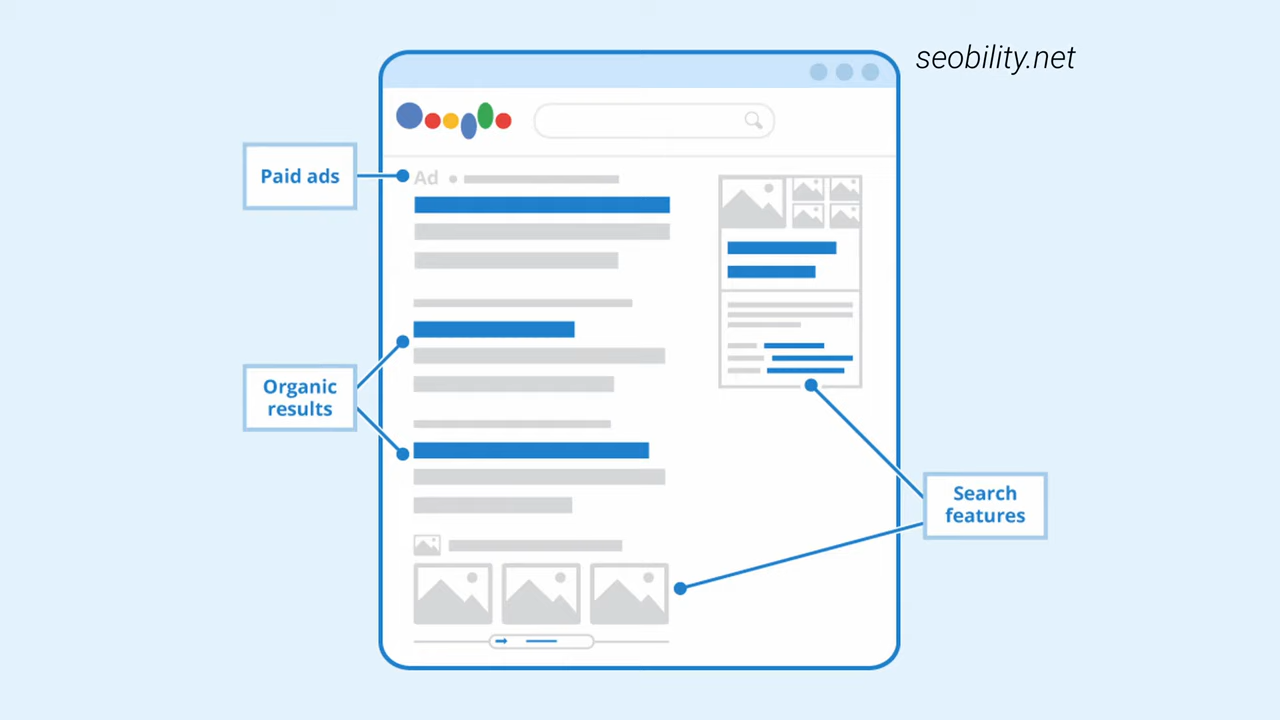 seobility.net
Paid ads
Ad
Organic
results
Search
features